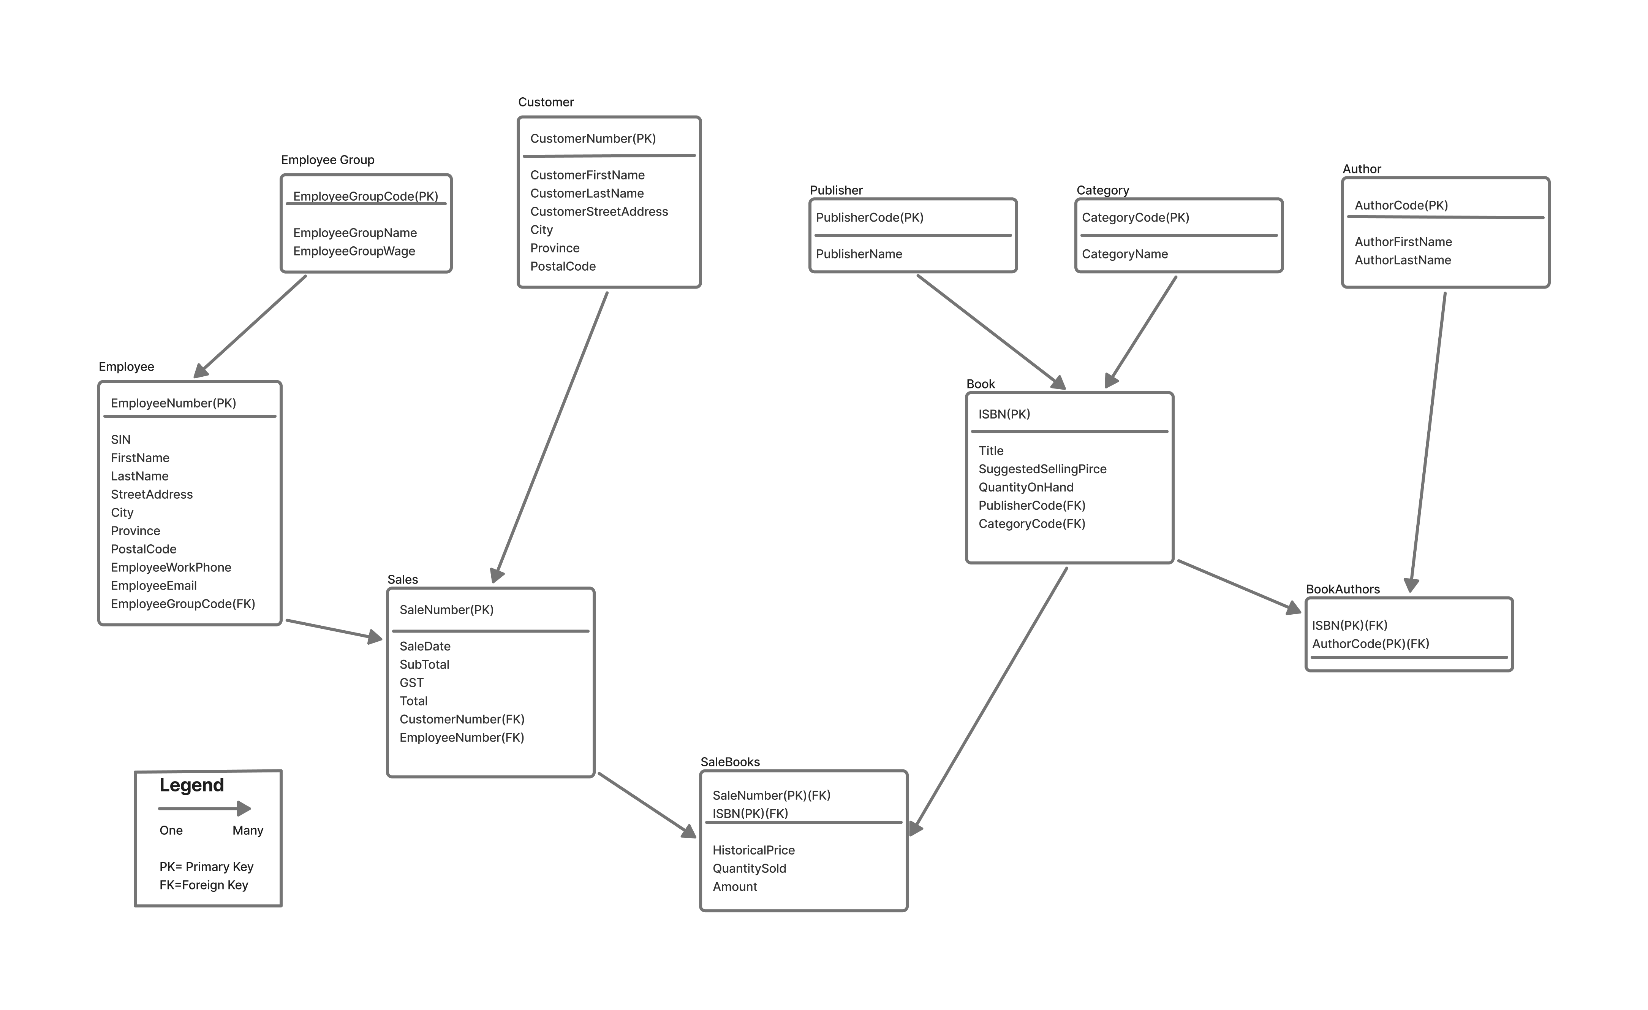 Customer
CustomerNumber(PK)
CustomerFirstName
CustomerLastName
CustomerStreetAddress
City
Province
PostalCode
Employee Group
EmployeeGroupCode(PK)
EmployeeGroupName
EmployeeGroupWage
Publisher
PublisherCode(PK)
PublisherName
Category
CategoryCode(PK)
CategoryName
Author
AuthorCode(PK)
AuthorFirstName
AuthorLastName
Employee
EmployeeNumber(PK)
SIN
FirstName
LastName
StreetAddress
City
Province
PostalCode
EmployeeWorkPhone
EmployeeEmail
EmployeeGroupCode(FK)
Book
ISBN(PK)
Title
SuggestedSellingPirce
QuantityOnHand
PublisherCode(FK)
CategoryCode(FK)
Sales
SaleNumber(PK)
SaleDate
SubTotal
GST
Total
CustomerNumber(FK)
EmployeeNumber(FK)
BookAuthors
ISBN(PK)(FK)
AuthorCode(PK)(FK)
SaleBooks
SaleNumber(PK)(FK)
ISBN(PK)(FK)
HistoricalPrice
QuantitySold
Amount
Legend
One Many
PK= Primary Key
FK=Foreign Key